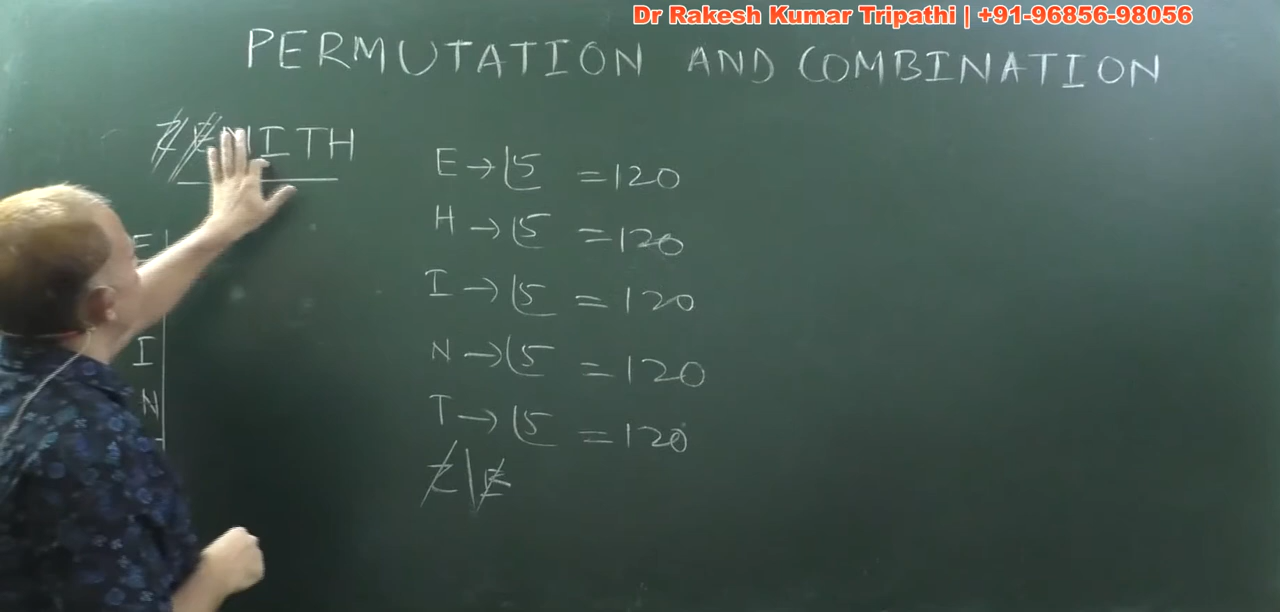 Dr Rakesh Kumar Tripathi | +91-96856-98056
PERMUTATION AND COMBINATION
ZENITH
E → ⌊5 = 120
H → ⌊5 = 120
I → ⌊5 = 120
N → ⌊5 = 120
T → ⌊5 = 120
Z | E
E
I
N